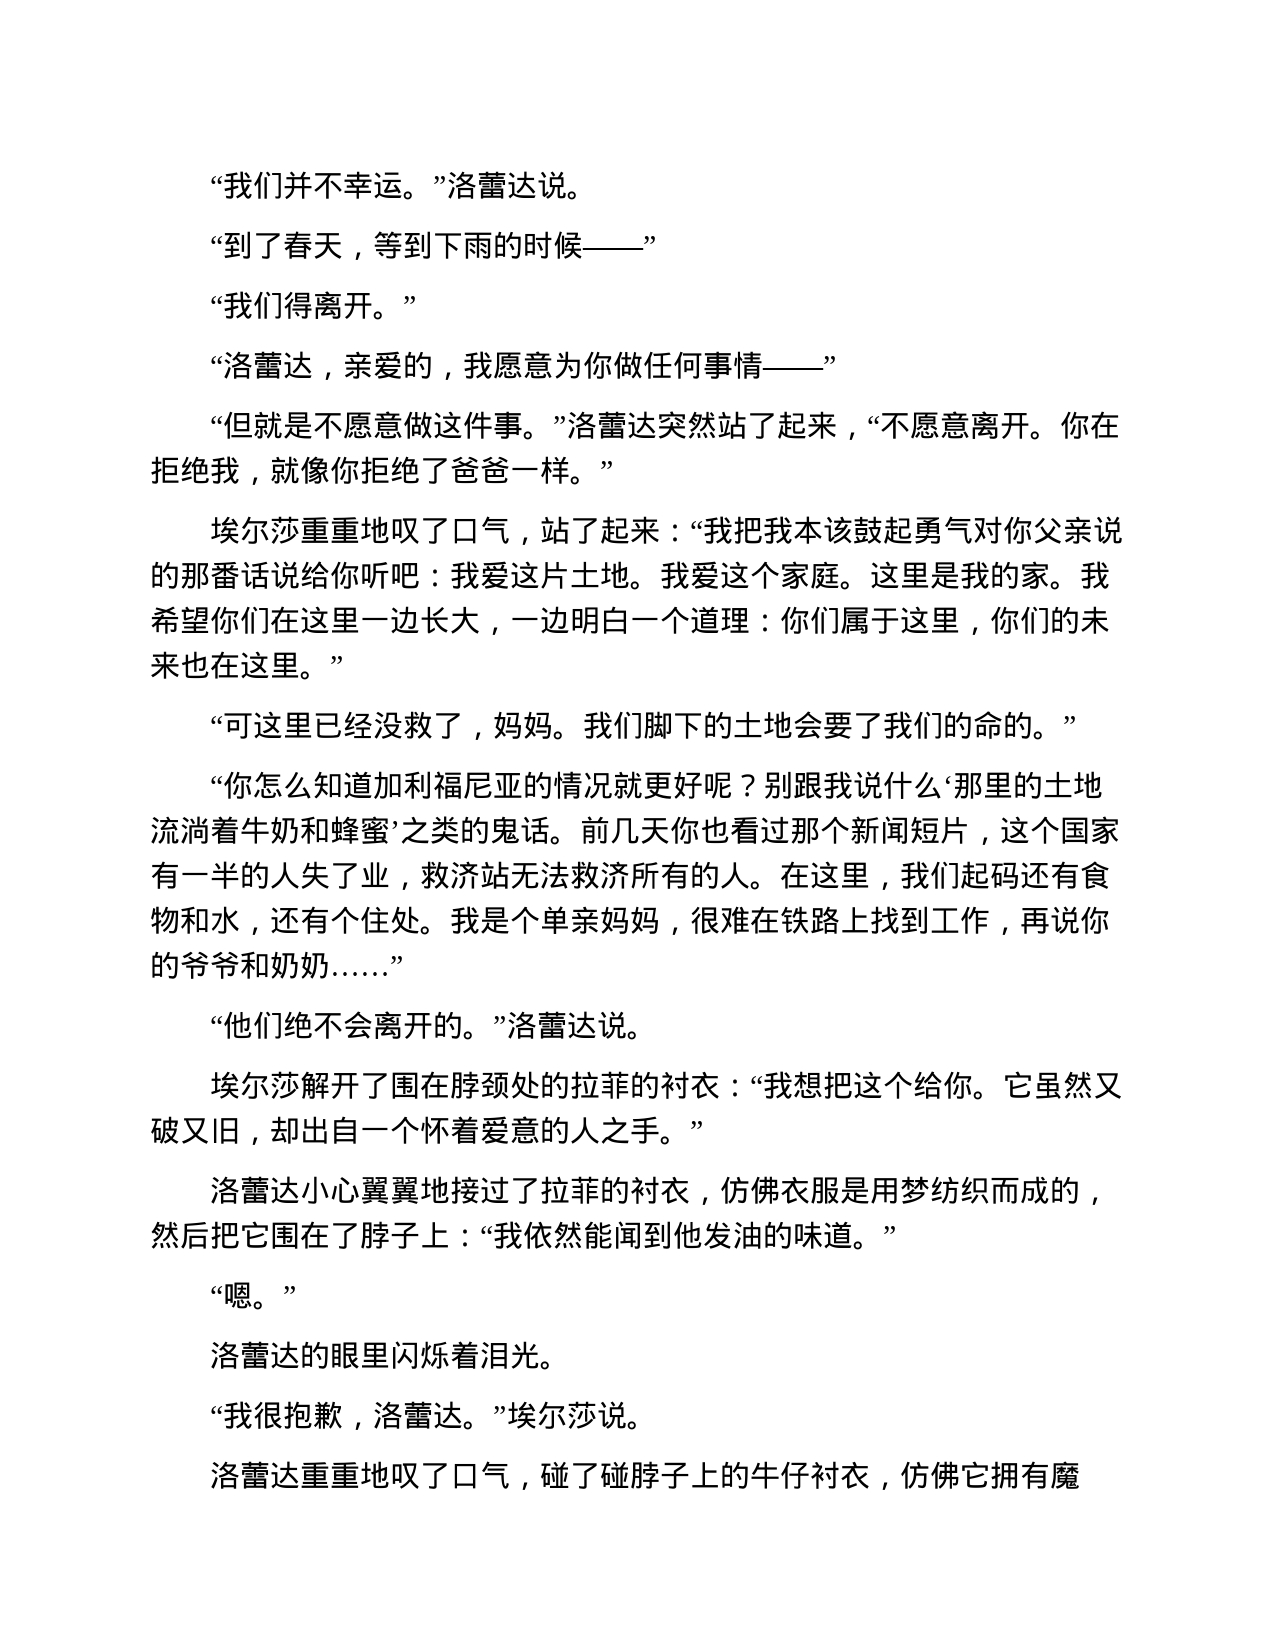 “我们并不幸运。”洛蕾达说。
“到了春天，等到下雨的时候——”
“我们得离开。”
“洛蕾达，亲爱的，我愿意为你做任何事情——”
“但就是不愿意做这件事。”洛蕾达突然站了起来，“不愿意离开。你在
拒绝我，就像你拒绝了爸爸一样。”
埃尔莎重重地叹了口气，站了起来：“我把我本该鼓起勇气对你父亲说
的那番话说给你听吧：我爱这片土地。我爱这个家庭。这里是我的家。我
希望你们在这里一边长大，一边明白一个道理：你们属于这里，你们的未
来也在这里。”
“可这里已经没救了，妈妈。我们脚下的土地会要了我们的命的。”
“你怎么知道加利福尼亚的情况就更好呢？别跟我说什么‘那里的土地
流淌着牛奶和蜂蜜’之类的鬼话。前几天你也看过那个新闻短片，这个国家
有一半的人失了业，救济站无法救济所有的人。在这里，我们起码还有食
物和水，还有个住处。我是个单亲妈妈，很难在铁路上找到工作，再说你
的爷爷和奶奶……”
“他们绝不会离开的。”洛蕾达说。
埃尔莎解开了围在脖颈处的拉菲的衬衣：“我想把这个给你。它虽然又
破又旧，却出自一个怀着爱意的人之手。”
洛蕾达小心翼翼地接过了拉菲的衬衣，仿佛衣服是用梦纺织而成的，
然后把它围在了脖子上：“我依然能闻到他发油的味道。”
“嗯。”
洛蕾达的眼里闪烁着泪光。
“我很抱歉，洛蕾达。”埃尔莎说。
洛蕾达重重地叹了口气，碰了碰脖子上的牛仔衬衣，仿佛它拥有魔